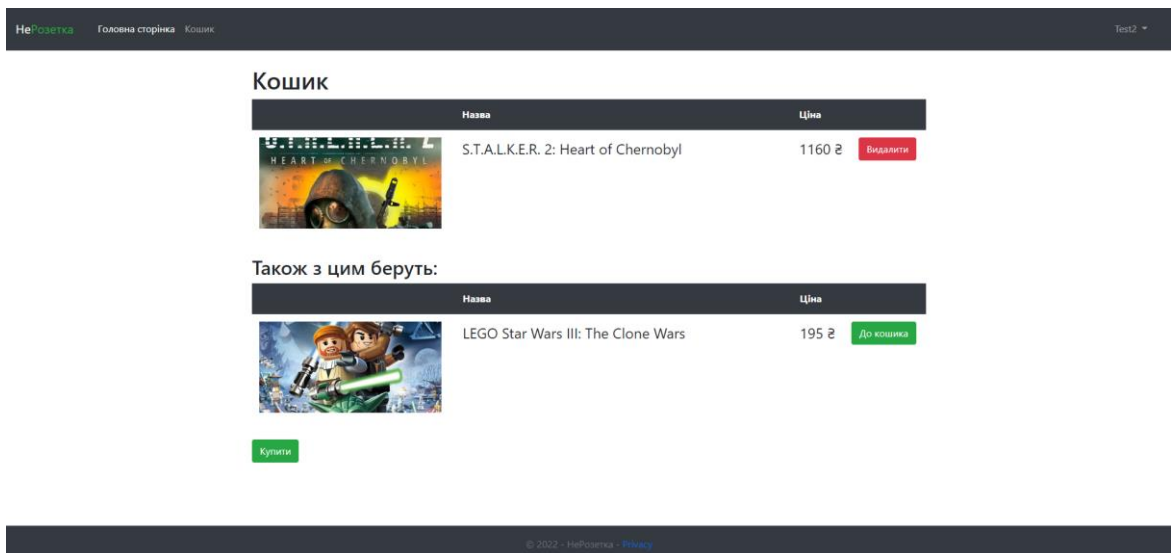 НеРозетка Головна сторінка Кошик Test2
Кошик
Назва Ціна
S.T.A.L.K.E.R. 2
HEART OF CHERNOBYL
S.T.A.L.K.E.R. 2: Heart of Chernobyl 1160 ₴ Видалити
Також з цим беруть:
Назва Ціна
LEGO Star Wars III: The Clone Wars 195 ₴ До кошика
Купити
© 2022 - НеРозетка - Privacy